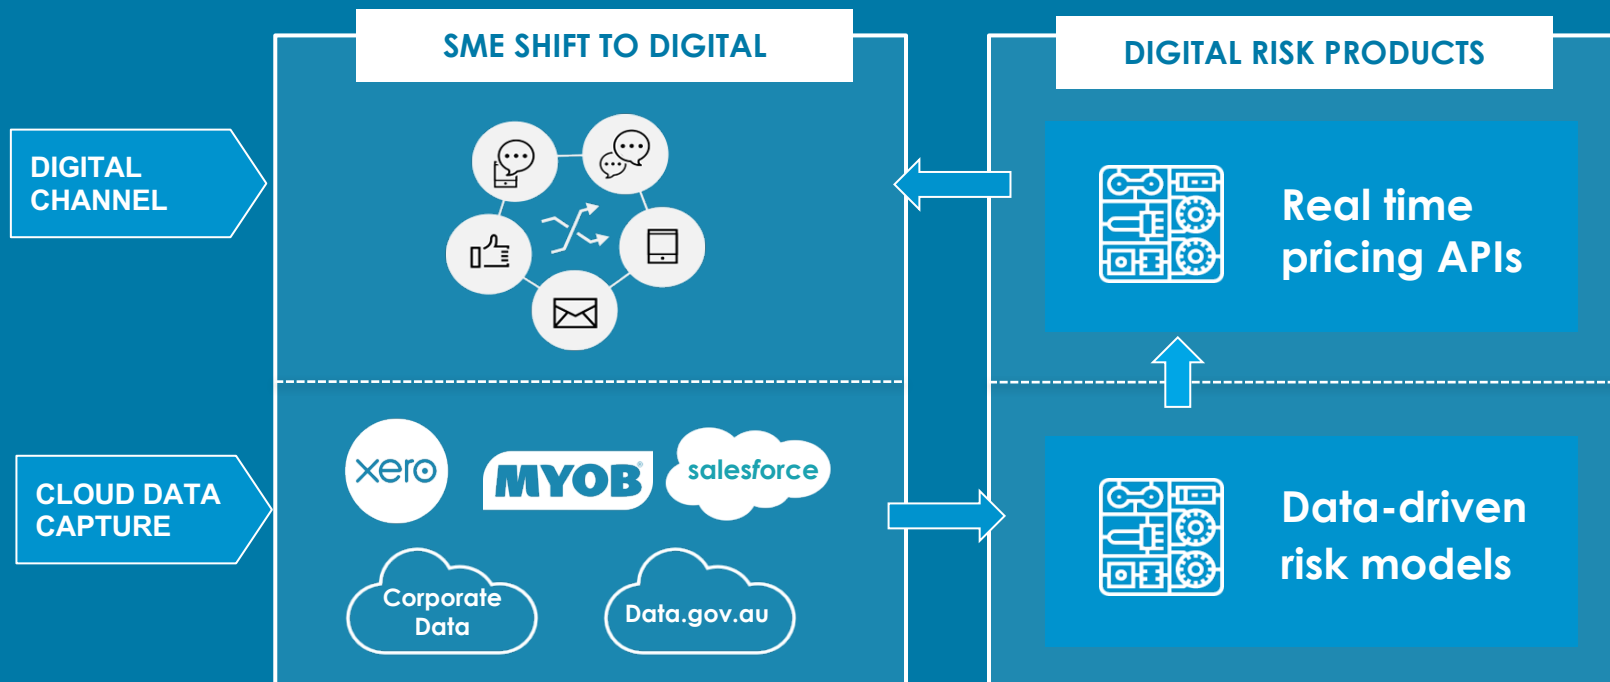 SME SHIFT TO DIGITAL
DIGITAL RISK PRODUCTS
DIGITAL
CHANNEL
Real time
pricing APIs
CLOUD DATA
CAPTURE
xero
MYOB®
salesforce
Corporate
Data
Data.gov.au
Data-driven
risk models